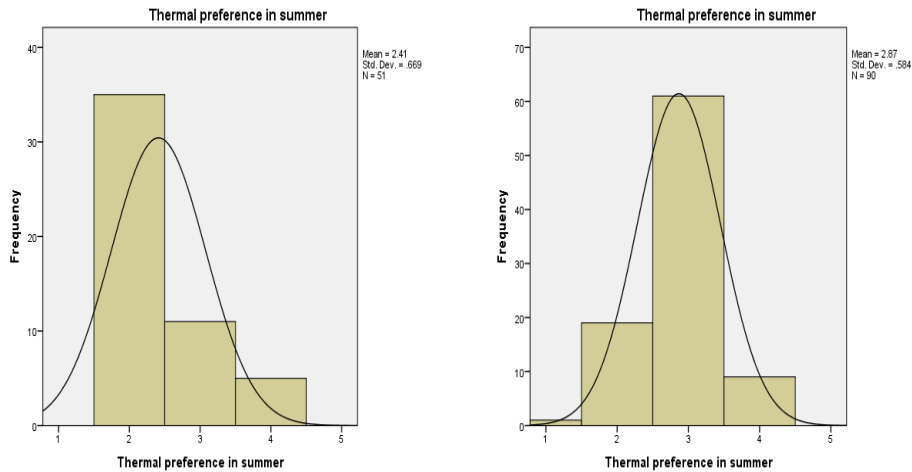 Thermal preference in summer
Mean = 2.41
Std. Dev. = .669
N = 51
Frequency
40
30
20
10
0
1 2 3 4 5
Thermal preference in summer
Thermal preference in summer
Mean = 2.87
Std. Dev. = .584
N = 90
Frequency
70
60
50
40
30
20
10
0
1 2 3 4 5
Thermal preference in summer